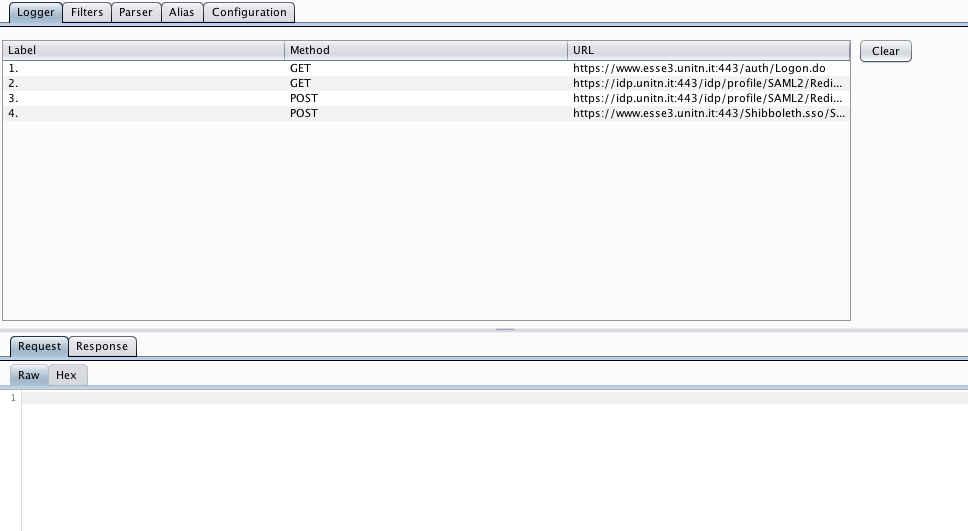 Logger Filters Parser Alias Configuration
Label Method URL Clear
1. GET https://www.esse3.unitn.it:443/auth/Logon.do
2. GET https://idp.unitn.it:443/idp/profile/SAML2/Redi...
3. POST https://idp.unitn.it:443/idp/profile/SAML2/Redi...
4. POST https://www.esse3.unitn.it:443/Shibboleth.sso/S...
Request Response
Raw Hex
1